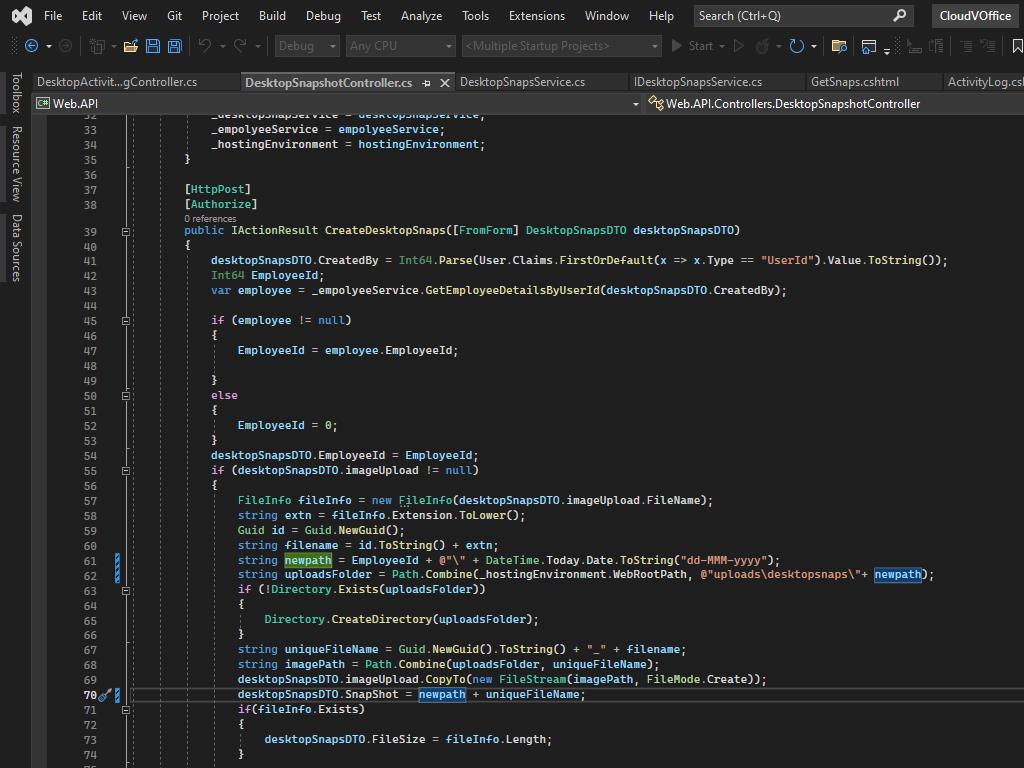 File Edit View Git Project Build Debug Test Analyze Tools Extensions Window Help Search (Ctrl+Q) CloudVOffice
Debug Any CPU <Multiple Startup Projects> Start
DesktopActivit...gController.cs DesktopSnapshotController.cs DesktopSnapsService.cs IDesktopSnapsService.cs GetSnaps.cshtml ActivityLog.csh
Toolbox
Resource View
Data Sources
C# Web.API Web.API.Controllers.DesktopSnapshotController
32 _desktopSnapService = desktopSnapService;
33 _empolyeeService = empolyeeService;
34 _hostingEnvironment = hostingEnvironment;
35 }
36
37 [HttpPost]
38 [Authorize]
0 references
39 public IActionResult CreateDesktopSnaps([FromForm] DesktopSnapsDTO desktopSnapsDTO)
40 {
41 desktopSnapsDTO.CreatedBy = Int64.Parse(User.Claims.FirstOrDefault(x => x.Type == "UserId").Value.ToString());
42 Int64 EmployeeId;
43 var employee = _empolyeeService.GetEmployeeDetailsByUserId(desktopSnapsDTO.CreatedBy);
44
45 if (employee != null)
46 {
47 EmployeeId = employee.EmployeeId;
48
49 }
50 else
51 {
52 EmployeeId = 0;
53 }
54 desktopSnapsDTO.EmployeeId = EmployeeId;
55 if (desktopSnapsDTO.imageUpload != null)
56 {
57 FileInfo fileInfo = new FileInfo(desktopSnapsDTO.imageUpload.FileName);
58 string extn = fileInfo.Extension.ToLower();
59 Guid id = Guid.NewGuid();
60 string filename = id.ToString() + extn;
61 string newpath = EmployeeId + @"\" + DateTime.Today.Date.ToString("dd-MMM-yyyy");
62 string uploadsFolder = Path.Combine(_hostingEnvironment.WebRootPath, @"uploads\desktopsnaps\"+ newpath);
63 if (!Directory.Exists(uploadsFolder))
64 {
65 Directory.CreateDirectory(uploadsFolder);
66 }
67 string uniqueFileName = Guid.NewGuid().ToString() + "_" + filename;
68 string imagePath = Path.Combine(uploadsFolder, uniqueFileName);
69 desktopSnapsDTO.imageUpload.CopyTo(new FileStream(imagePath, FileMode.Create));
70 desktopSnapsDTO.SnapShot = newpath + uniqueFileName;
71 if(fileInfo.Exists)
72 {
73 desktopSnapsDTO.FileSize = fileInfo.Length;
74 }